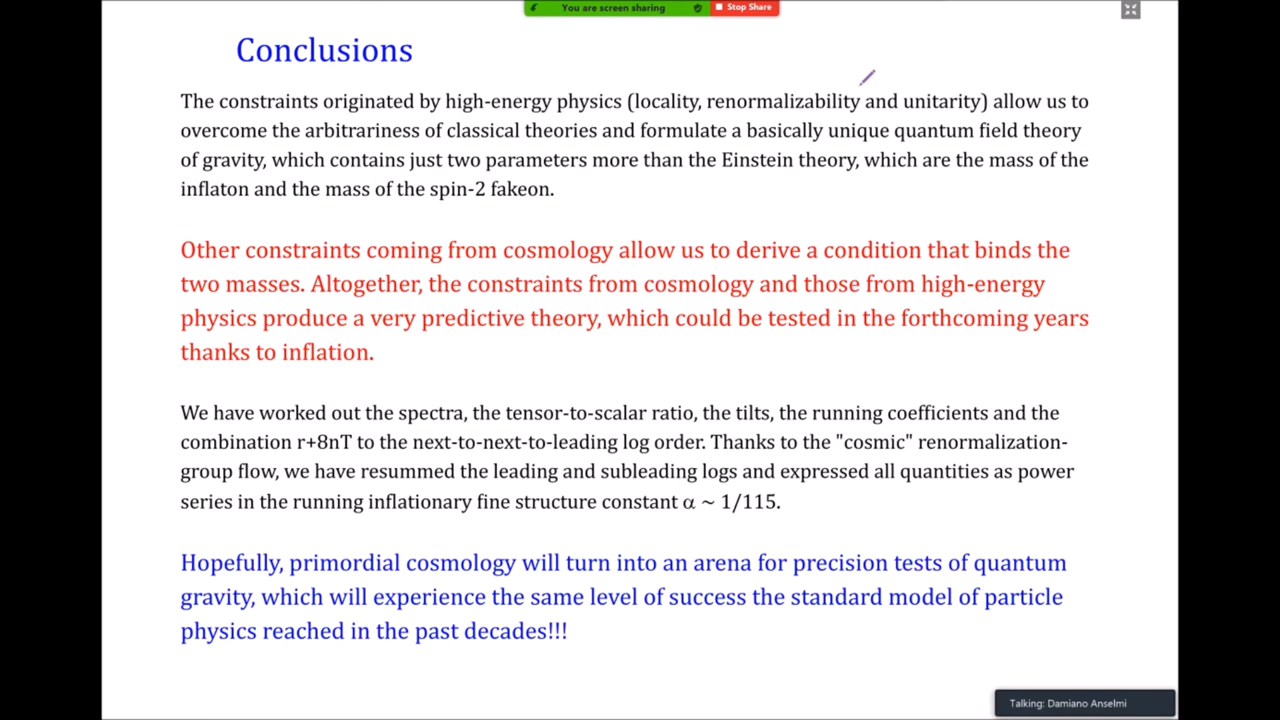 You are screen sharing
Stop Share
Conclusions
The constraints originated by high-energy physics (locality, renormalizability and unitarity) allow us to
overcome the arbitrariness of classical theories and formulate a basically unique quantum field theory
of gravity, which contains just two parameters more than the Einstein theory, which are the mass of the
inflaton and the mass of the spin-2 fakeon.
Other constraints coming from cosmology allow us to derive a condition that binds the
two masses. Altogether, the constraints from cosmology and those from high-energy
physics produce a very predictive theory, which could be tested in the forthcoming years
thanks to inflation.
We have worked out the spectra, the tensor-to-scalar ratio, the tilts, the running coefficients and the
combination r+8nT to the next-to-next-to-leading log order. Thanks to the "cosmic" renormalization-
group flow, we have resummed the leading and subleading logs and expressed all quantities as power
series in the running inflationary fine structure constant α ~ 1/115.
Hopefully, primordial cosmology will turn into an arena for precision tests of quantum
gravity, which will experience the same level of success the standard model of particle
physics reached in the past decades!!!
Talking: Damiano Anselmi